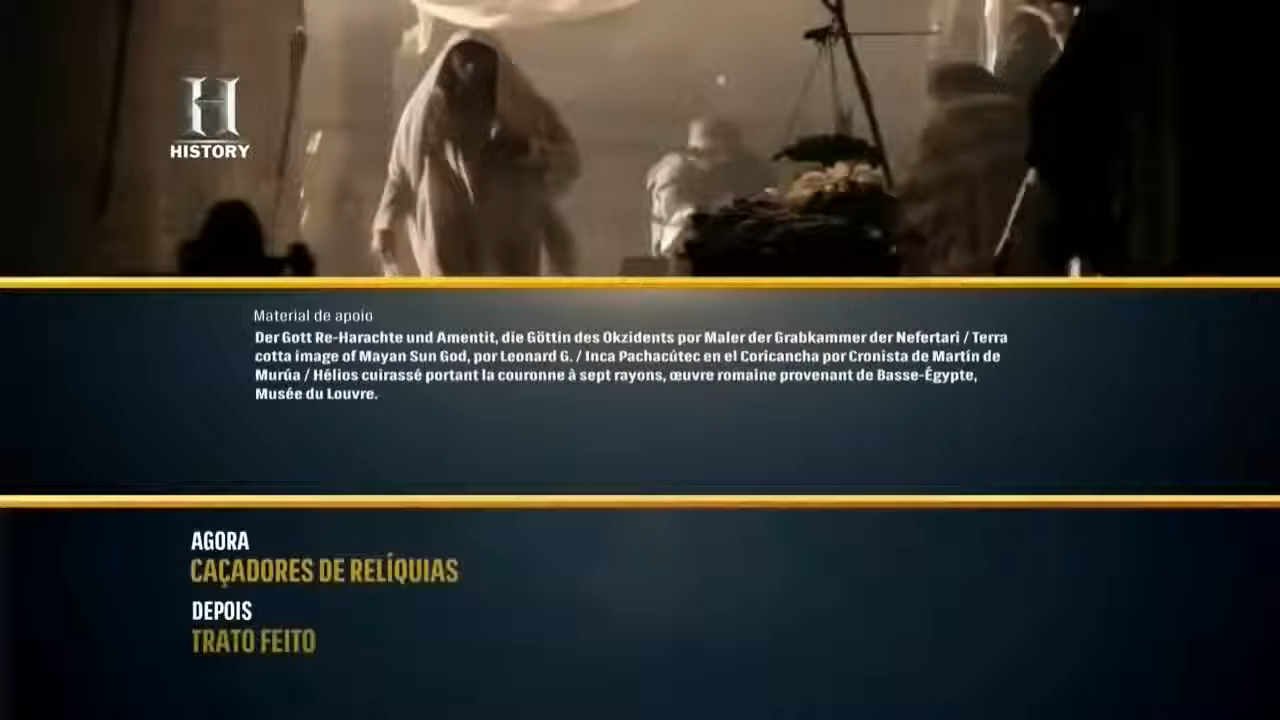 H
HISTORY
Material de apoio
Der Gott Re-Harachte und Amentit, die Göttin des Okzidents por Maler der Grabkammer der Nefertari / Terra
cotta image of Mayan Sun God, por Leonard G. / Inca Pachacútec en el Coricancha por Cronista de Martín de
Murúa / Hélios cuirassé portant la couronne à sept rayons, œuvre romaine provenant de Basse-Égypte,
Musée du Louvre.
AGORA
CAÇADORES DE RELÍQUIAS
DEPOIS
TRATO FEITO